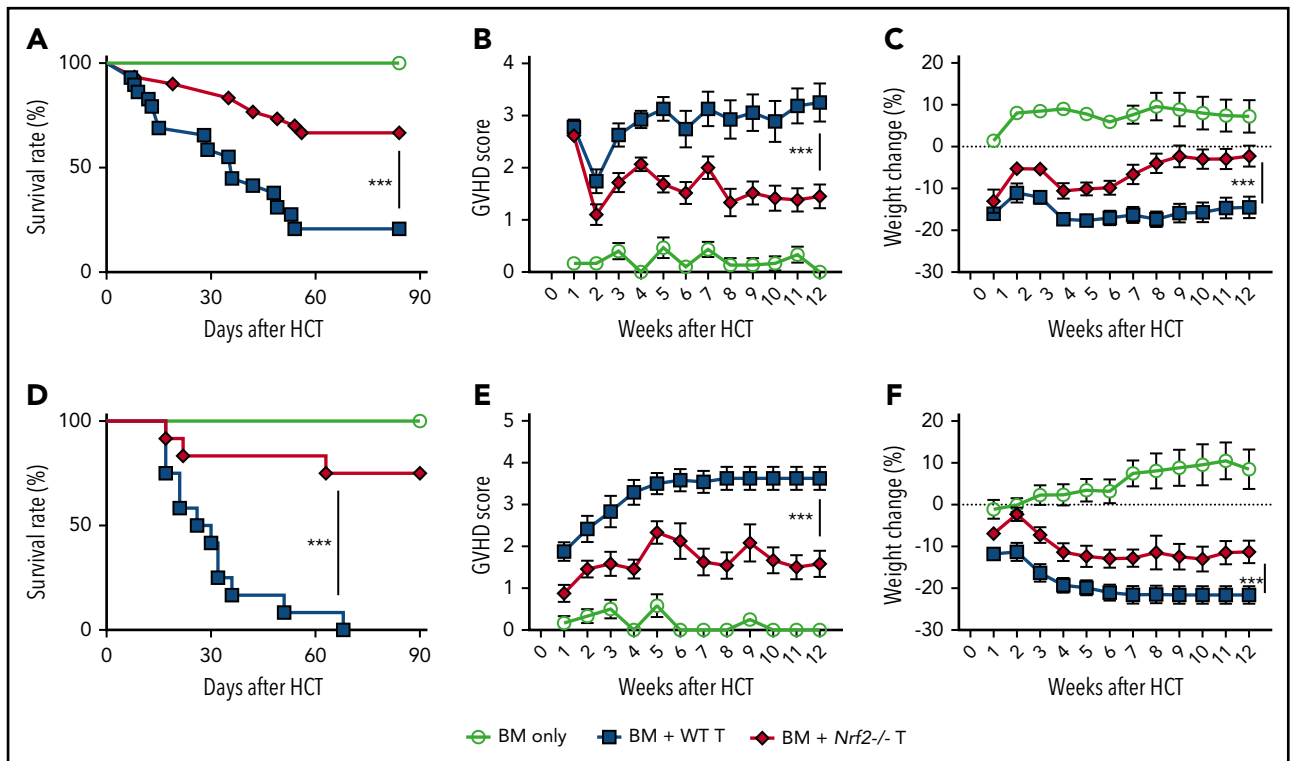 A
Survival rate (%)
100
50
0
0 30 60 90
Days after HCT
***
B
GVHD score
4
3
2
1
0
0 1 2 3 4 5 6 7 8 9 10 11 12
Weeks after HCT
***
C
Weight change (%)
20
10
0
-10
-20
-30
0 1 2 3 4 5 6 7 8 9 10 11 12
Weeks after HCT
***
D
Survival rate (%)
100
50
0
0 30 60 90
Days after HCT
***
E
GVHD score
5
4
3
2
1
0
0 1 2 3 4 5 6 7 8 9 10 11 12
Weeks after HCT
***
F
Weight change (%)
20
10
0
-10
-20
-30
0 1 2 3 4 5 6 7 8 9 10 11 12
Weeks after HCT
***
BM only BM + WT T BM + Nrf2-/- T